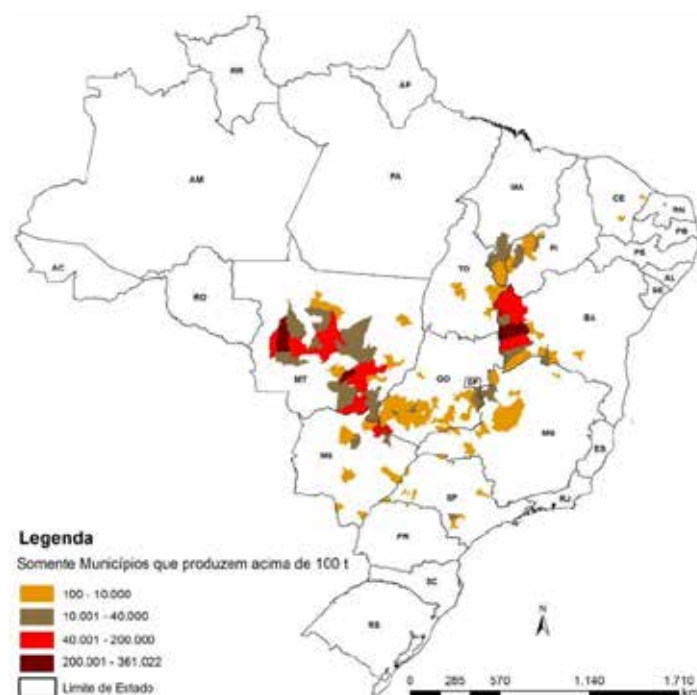 RR
AP
AM
PA
MA
CE
RN
PB
PE
AL
SE
PI
TO
AC
RO
BA
MT
GO
DF
MG
ES
MS
SP
RJ
PR
SC
RS
Legenda
Somente Municípios que produzem acima de 100 t
100 - 10.000
10.001 - 40.000
40.001 - 200.000
200.001 - 361.022
Limite de Estado
N
0 285 570 1.140 1.710